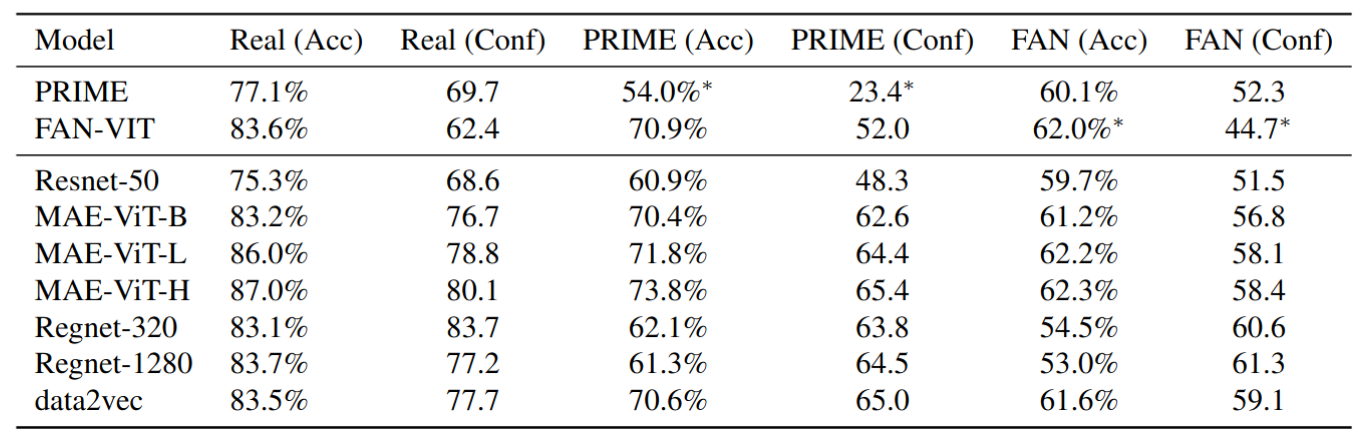 Model Real (Acc) Real (Conf) PRIME (Acc) PRIME (Conf) FAN (Acc) FAN (Conf)
PRIME 77.1% 69.7 54.0%* 23.4* 60.1% 52.3
FAN-VIT 83.6% 62.4 70.9% 52.0 62.0%* 44.7*
Resnet-50 75.3% 68.6 60.9% 48.3 59.7% 51.5
MAE-ViT-B 83.2% 76.7 70.4% 62.6 61.2% 56.8
MAE-ViT-L 86.0% 78.8 71.8% 64.4 62.2% 58.1
MAE-ViT-H 87.0% 80.1 73.8% 65.4 62.3% 58.4
Regnet-320 83.1% 83.7 62.1% 63.8 54.5% 60.6
Regnet-1280 83.7% 77.2 61.3% 64.5 53.0% 61.3
data2vec 83.5% 77.7 70.6% 65.0 61.6% 59.1